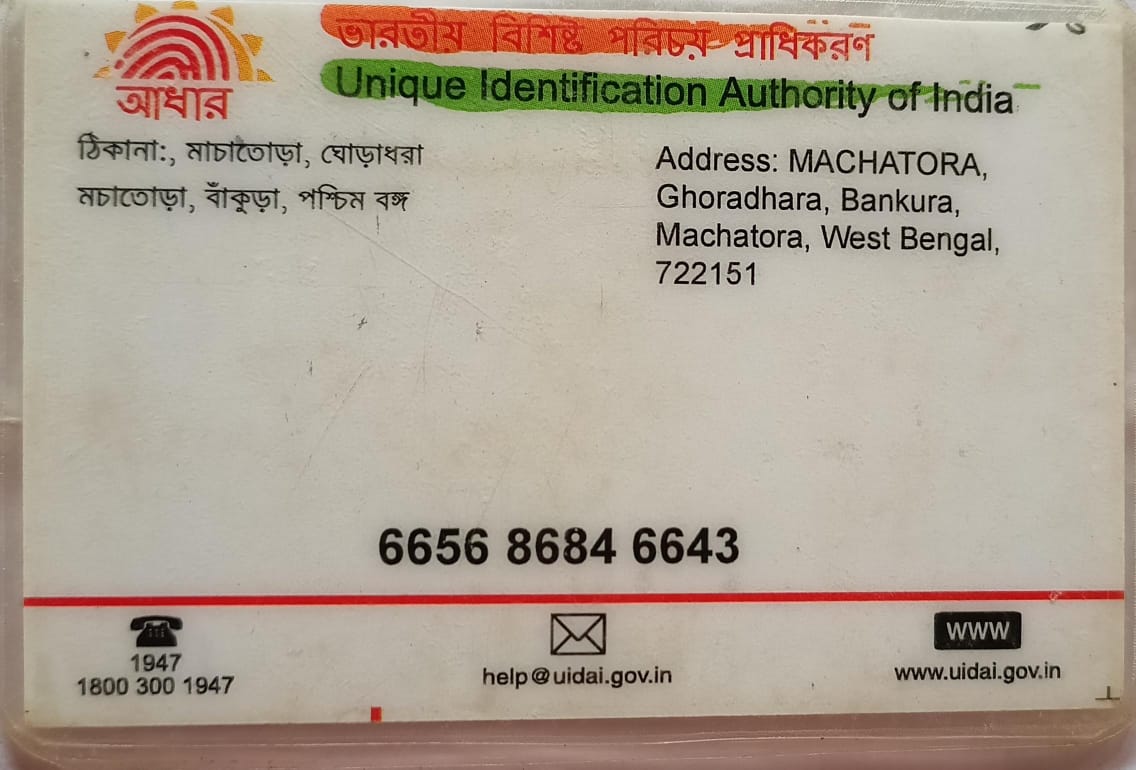 ভারতীয় বিশিষ্ট পরিচয় প্রাধিকরণ
Unique Identification Authority of India
আধার
ঠিকানা:, মাচাতোড়া, ঘোড়াধরা
মচাতোড়া, বাঁকুড়া, পশ্চিম বঙ্গ
Address: MACHATORA,
Ghoradhara, Bankura,
Machatora, West Bengal,
722151
6656 8684 6643
1947
1800 300 1947
help@uidai.gov.in
WWW
www.uidai.gov.in